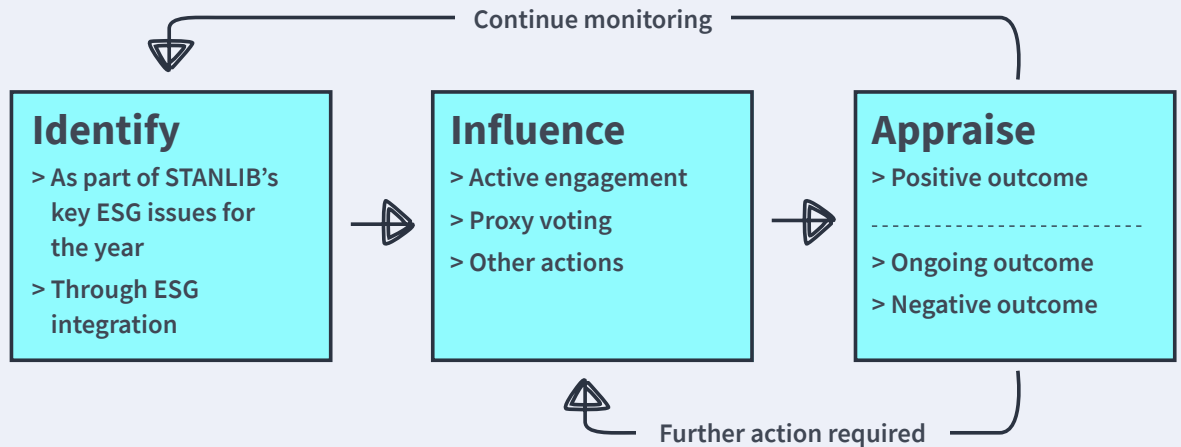 Continue monitoring
Identify
> As part of STANLIB’s
key ESG issues for
the year
> Through ESG
integration
Influence
> Active engagement
> Proxy voting
> Other actions
Appraise
> Positive outcome
> Ongoing outcome
> Negative outcome
Further action required